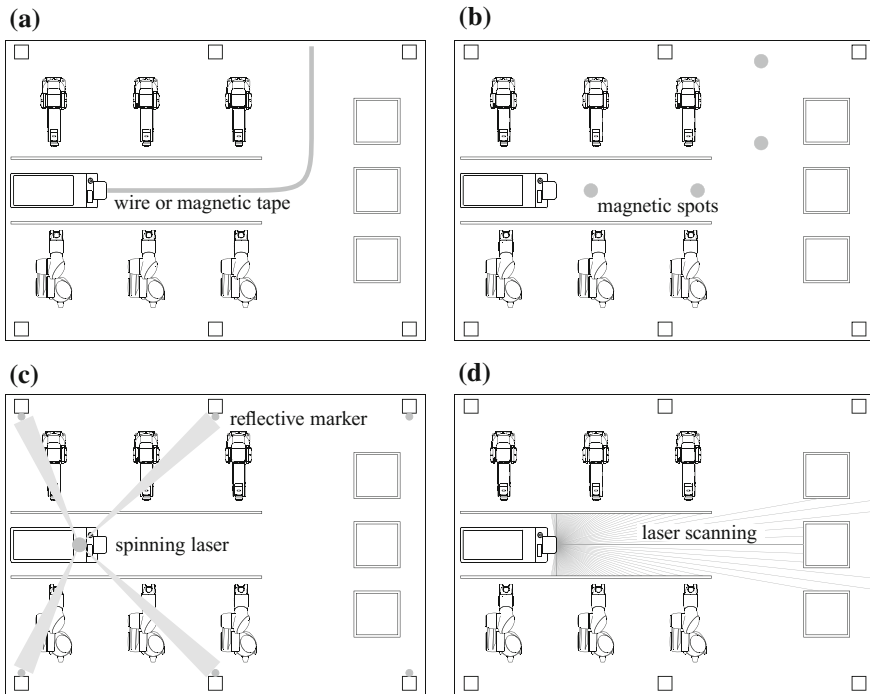 (a)
wire or magnetic tape
(b)
magnetic spots
(c)
reflective marker
spinning laser
(d)
laser scanning